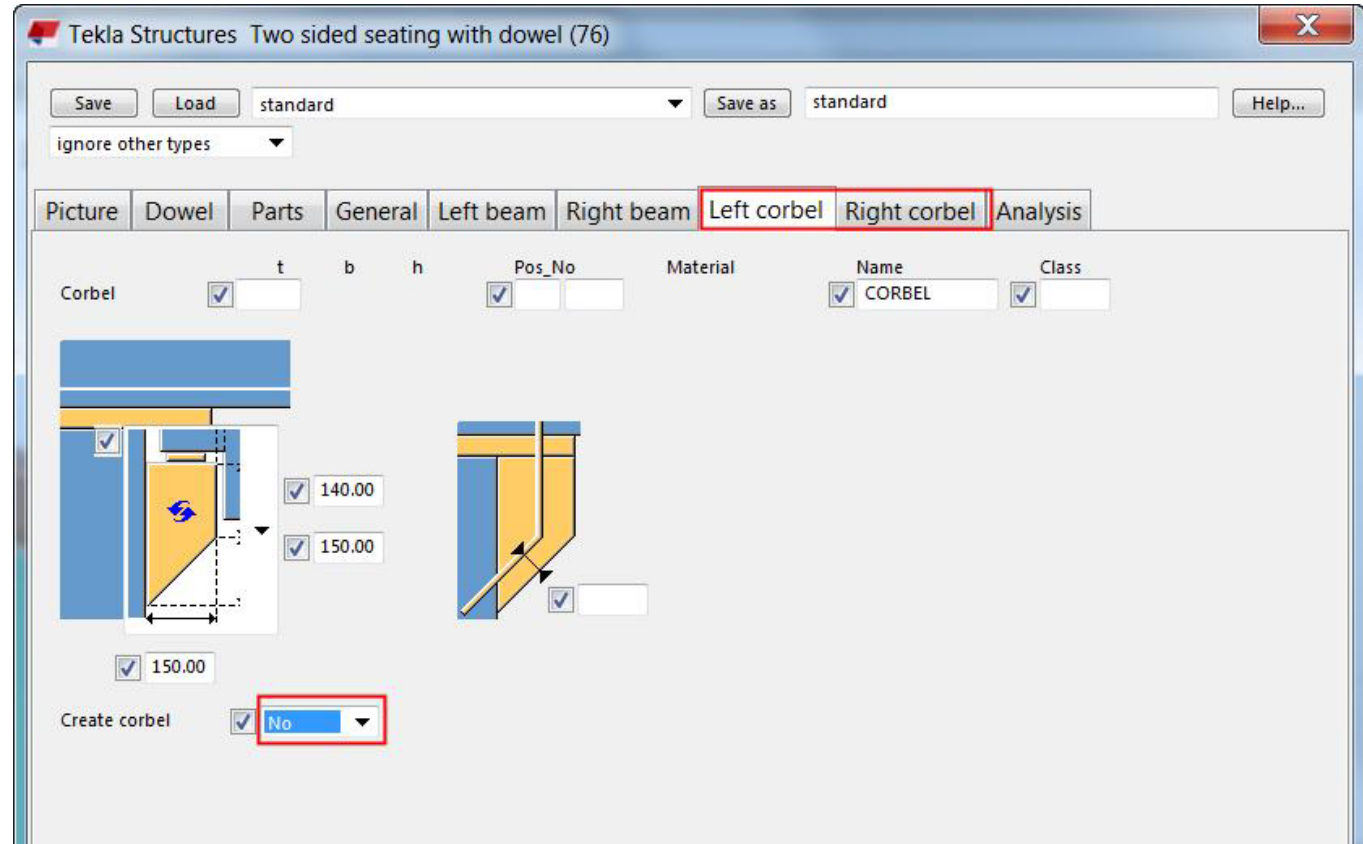 Tekla Structures Two sided seating with dowel (76)
X
Save Load standard Save as standard Help...
ignore other types
Picture Dowel Parts General Left beam Right beam Left corbel Right corbel Analysis
t b h Pos_No Material Name Class
Corbel CORBEL
140.00
150.00
150.00
Create corbel No